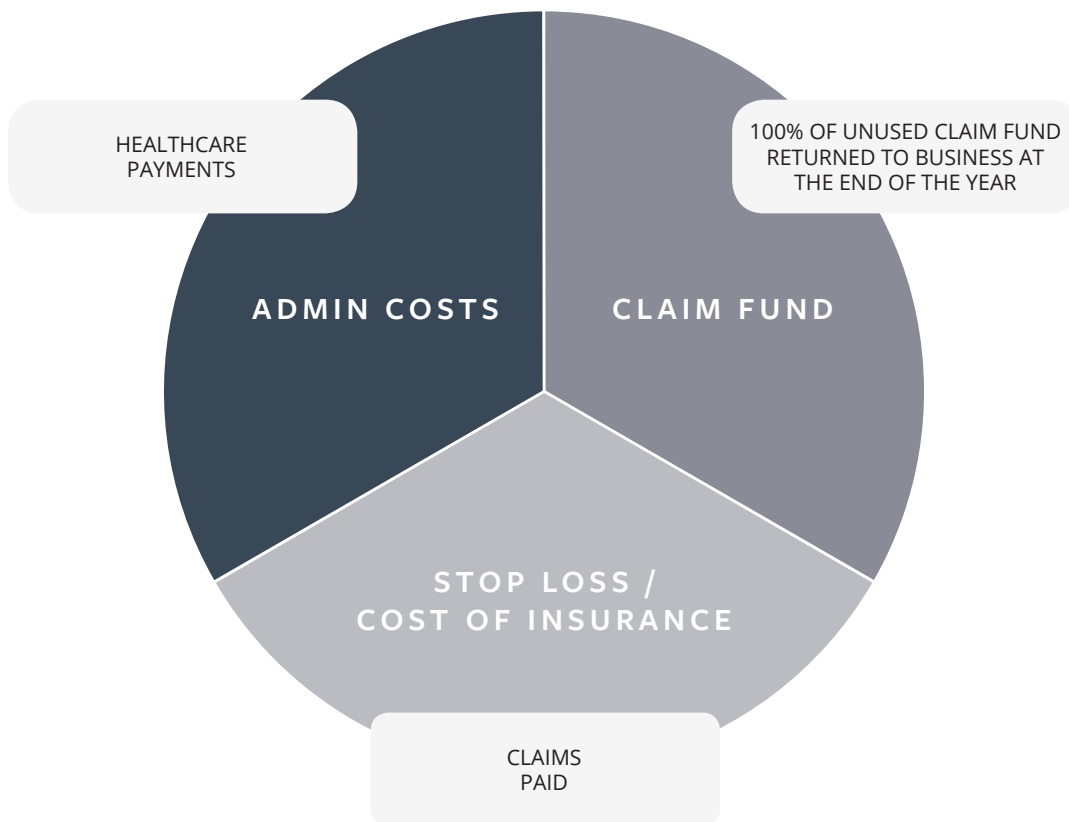 HEALTHCARE
PAYMENTS
100% OF UNUSED CLAIM FUND
RETURNED TO BUSINESS AT
THE END OF THE YEAR
ADMIN COSTS
CLAIM FUND
STOP LOSS /
COST OF INSURANCE
CLAIMS
PAID